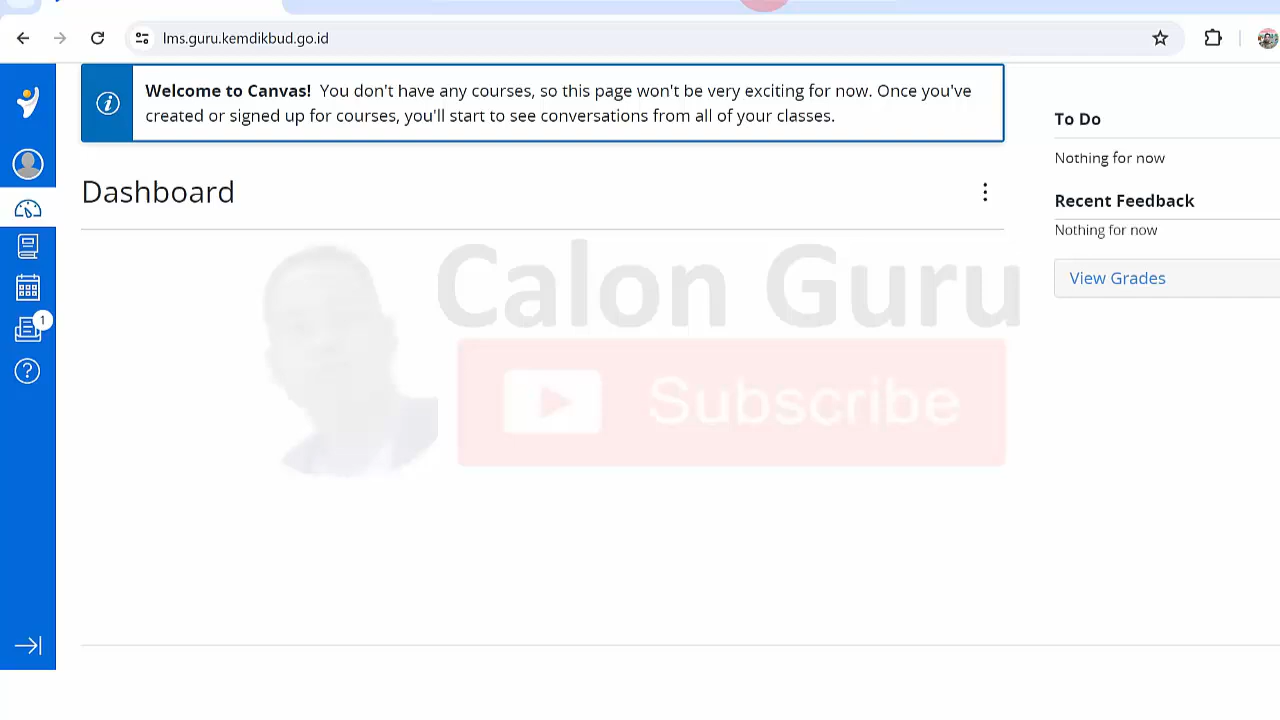 lms.guru.kemdikbud.go.id
Welcome to Canvas! You don't have any courses, so this page won't be very exciting for now. Once you've
created or signed up for courses, you'll start to see conversations from all of your classes.
Dashboard
To Do
Nothing for now
Recent Feedback
Nothing for now
View Grades
1
Calon Guru
Subscribe